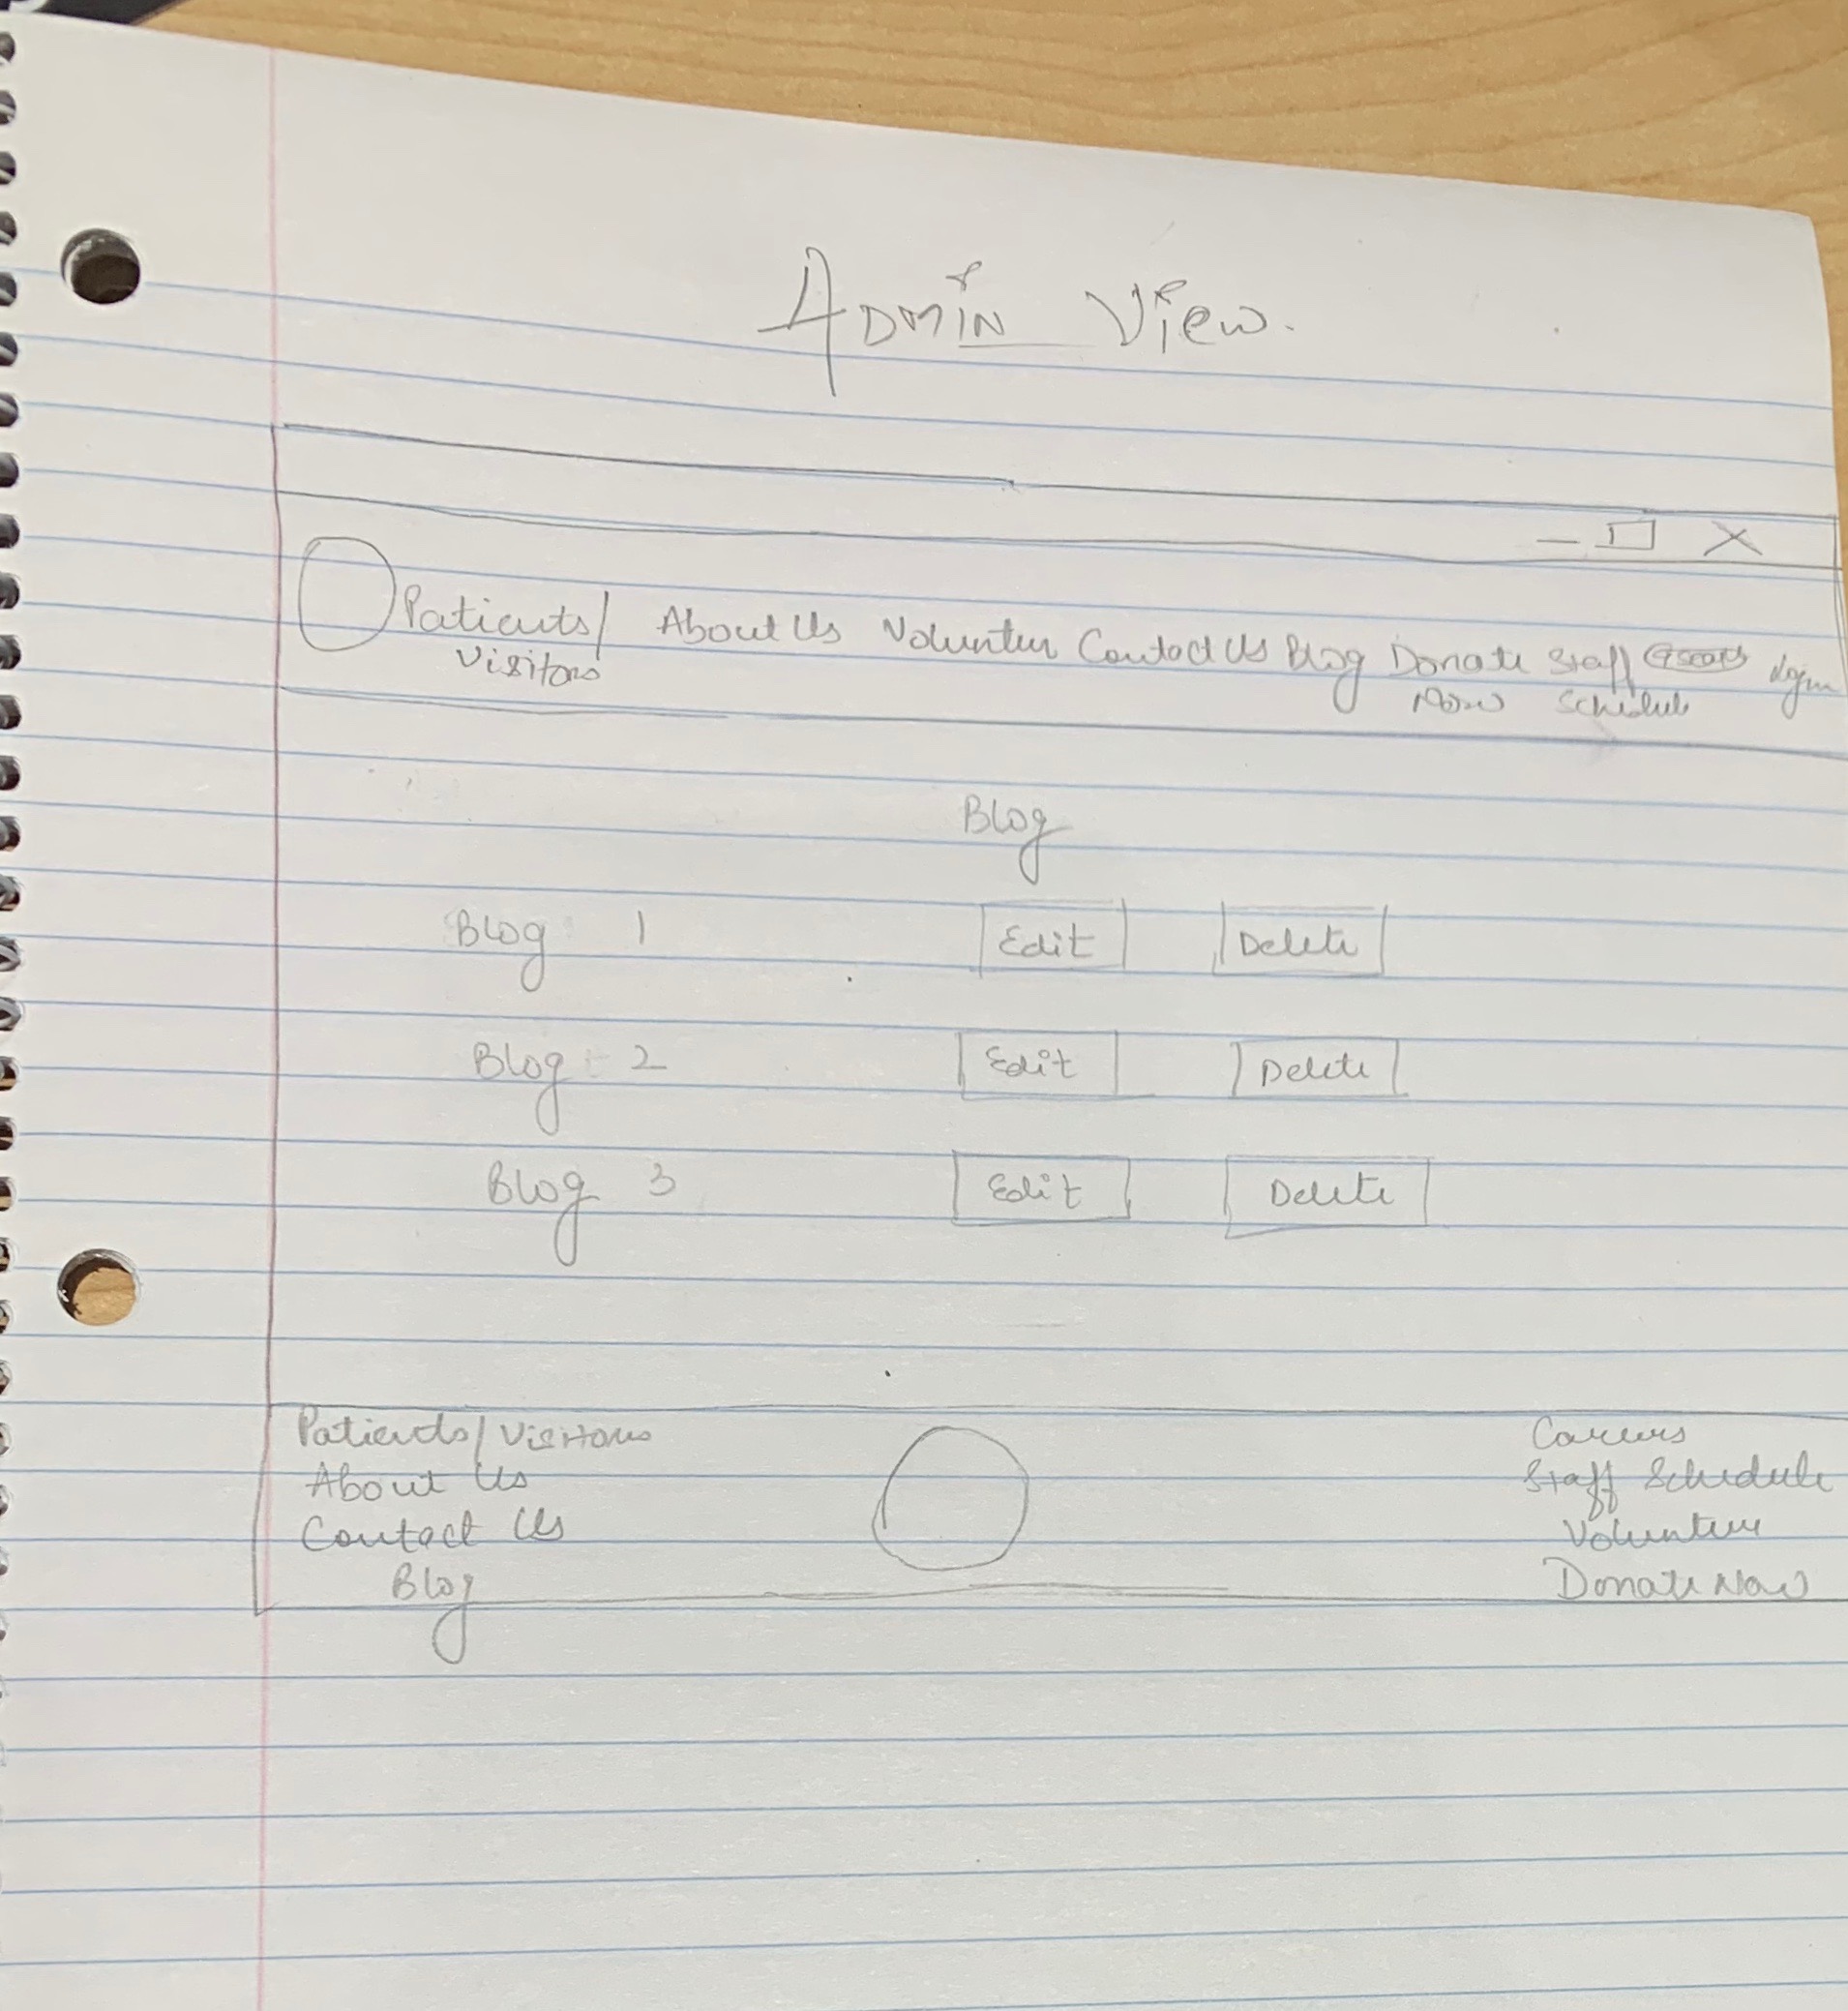 Admin View.
Patients/ About Us Volunteer Contact Us Blog Donate Staff Login
Visitors Now Schedule
Blog
Blog 1 Edit Delete
Blog 2 Edit Delete
Blog 3 Edit Delete
Patients/Visitors Careers
About Us Staff Schedule
Contact Us Volunteer
Blog Donate Now